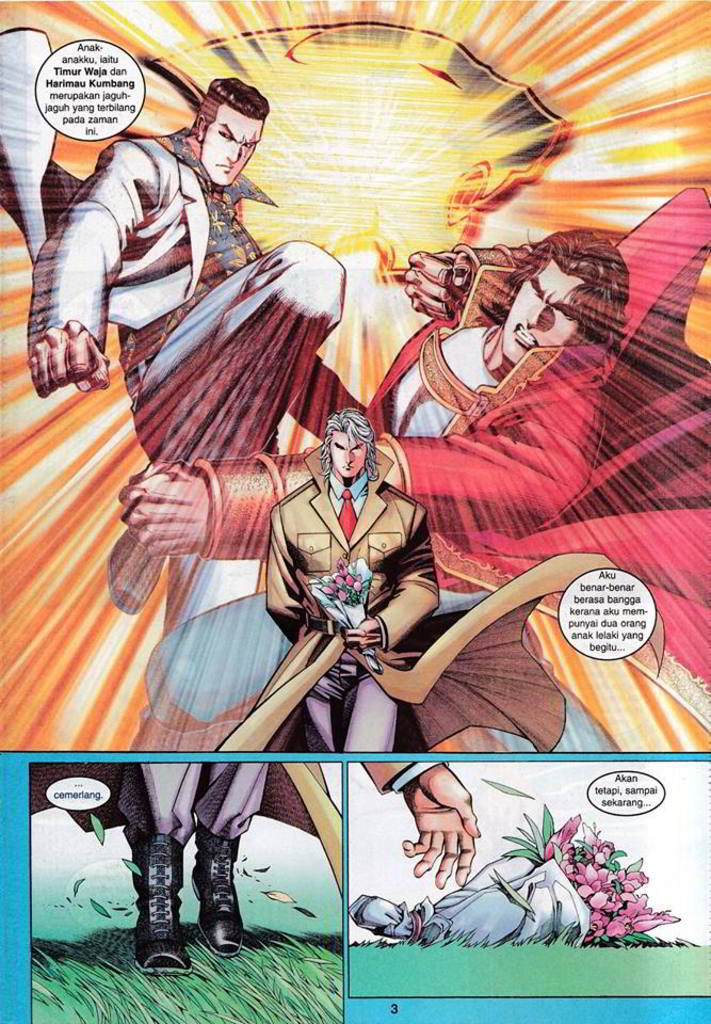 Anak-
anakku, iaitu
Timur Waja dan
Harimau Kumbang
merupakan jaguh-
jaguh yang terbilang
pada zaman
ini.
Aku
benar-benar
berasa bangga
kerana aku mem-
punyai dua orang
anak lelaki yang
begitu...
...
cemerlang.
Akan
tetapi, sampai
sekarang...
3